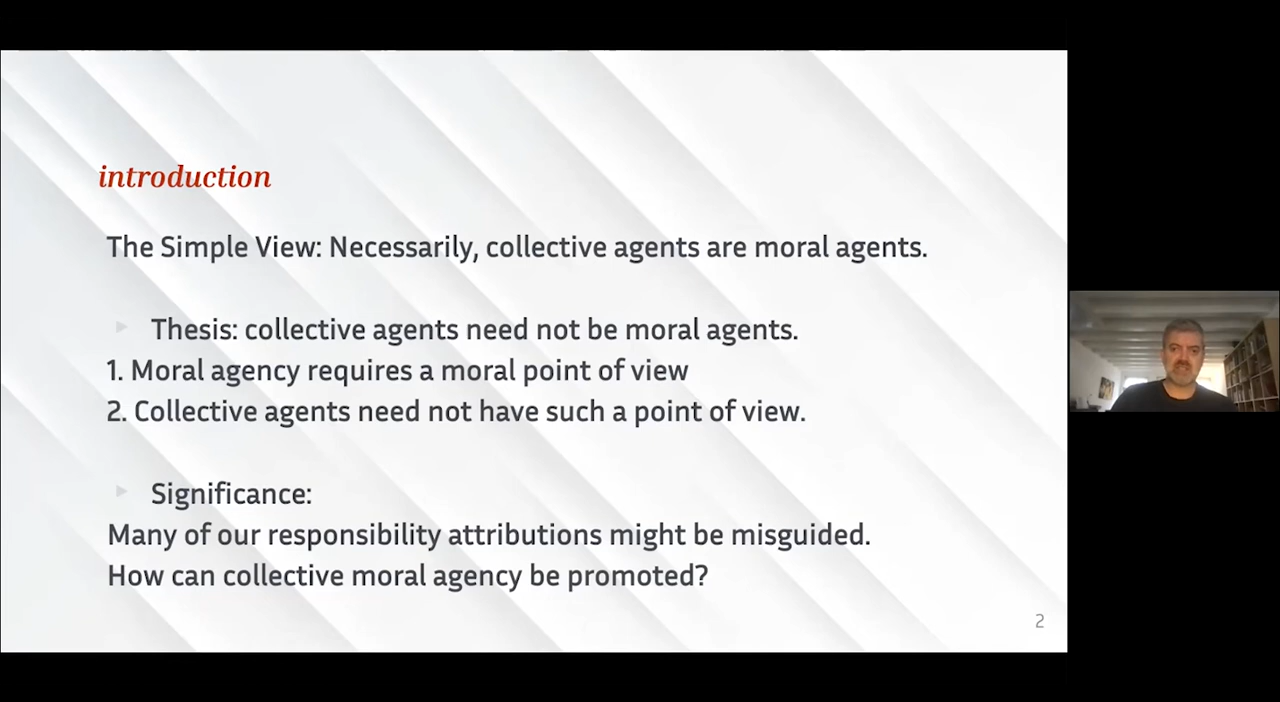 introduction
The Simple View: Necessarily, collective agents are moral agents.
Thesis: collective agents need not be moral agents.
1. Moral agency requires a moral point of view
2. Collective agents need not have such a point of view.
Significance:
Many of our responsibility attributions might be misguided.
How can collective moral agency be promoted?
2